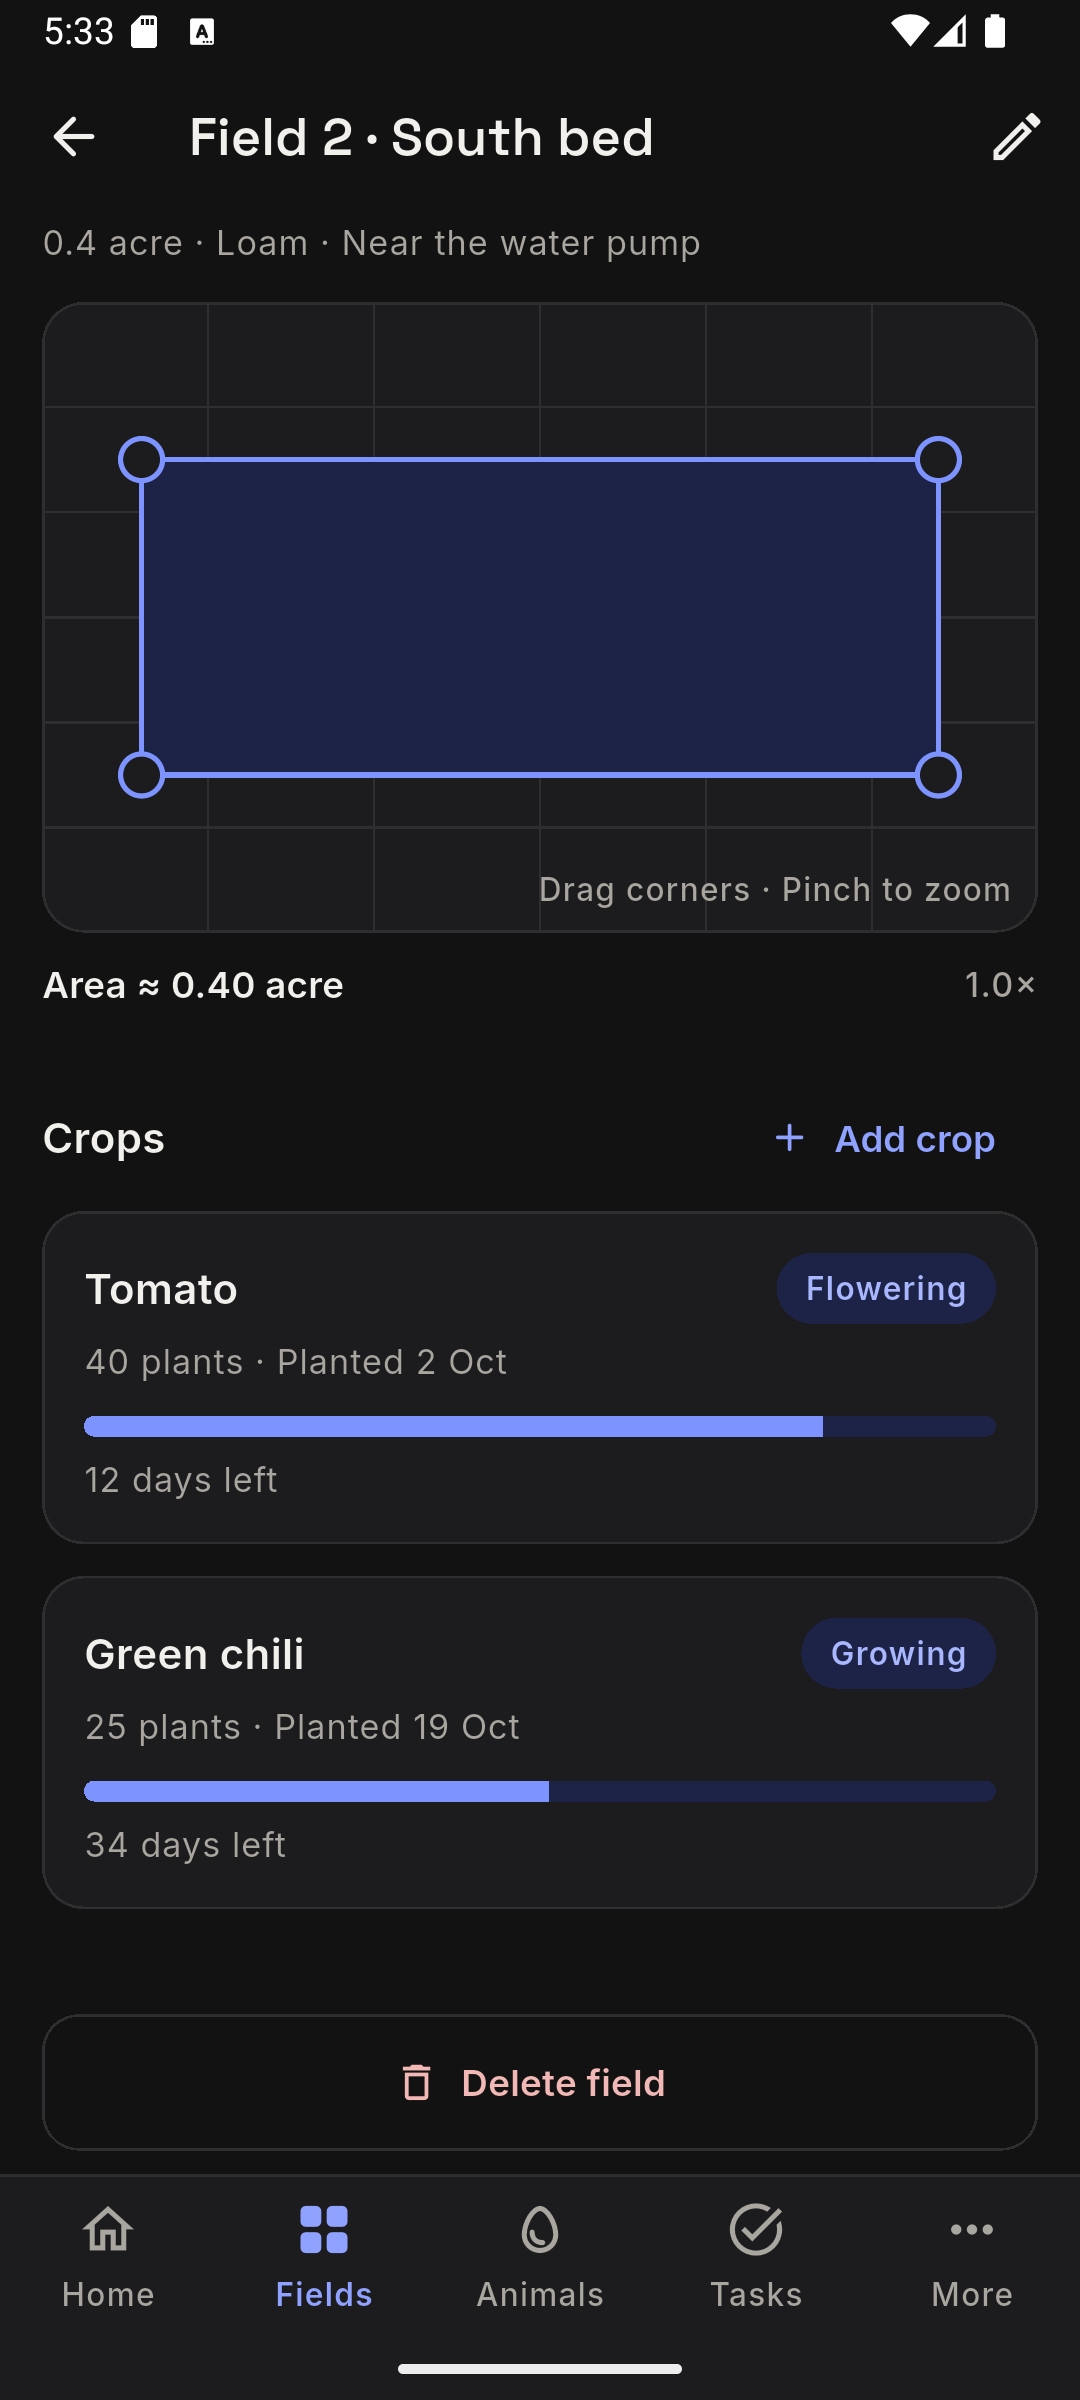 5:33
Field 2 · South bed
0.4 acre · Loam · Near the water pump
Drag corners · Pinch to zoom
Area ≈ 0.40 acre
1.0×
Crops
+ Add crop
Tomato
Flowering
40 plants · Planted 2 Oct
12 days left
Green chili
Growing
25 plants · Planted 19 Oct
34 days left
Delete field
Home
Fields
Animals
Tasks
More